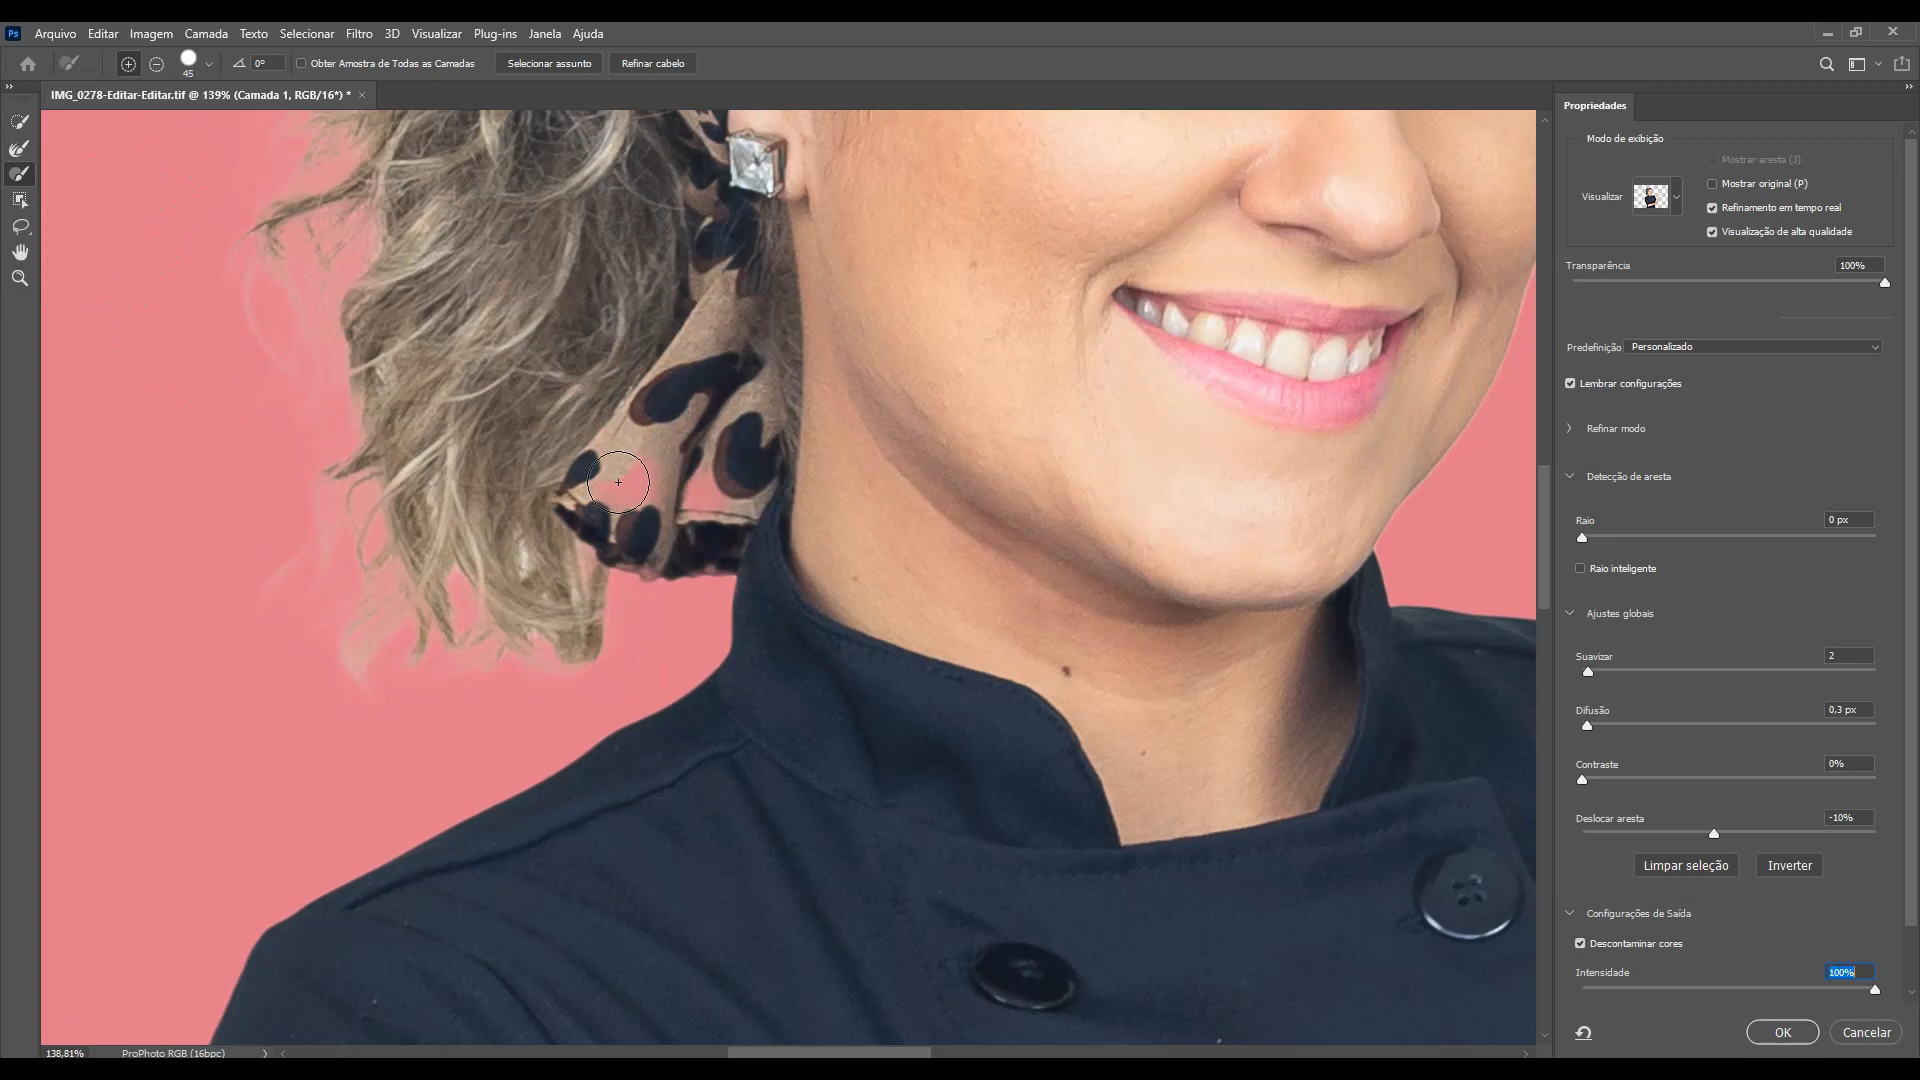 Ps Arquivo Editar Imagem Camada Texto Selecionar Filtro 3D Visualizar Plug-ins Janela Ajuda
45 0° Obter Amostra de Todas as Camadas Selecionar assunto Refinar cabelo
IMG_0278-Editar-Editar.tif @ 139% (Camada 1, RGB/16*) *
Propriedades
Modo de exibição
Mostrar aresta (J)
Mostrar original (P)
Visualizar
Refinamento em tempo real
Visualização de alta qualidade
Transparência 100%
Predefinição Personalizado
Lembrar configurações
Refinar modo
Detecção de aresta
Raio 0 px
Raio inteligente
Ajustes globais
Suavizar 2
Difusão 0,3 px
Contraste 0%
Deslocar aresta -10%
Limpar seleção Inverter
Configurações de Saída
Descontaminar cores
Intensidade 100%
OK Cancelar
138,81% ProPhoto RGB (16bpc)